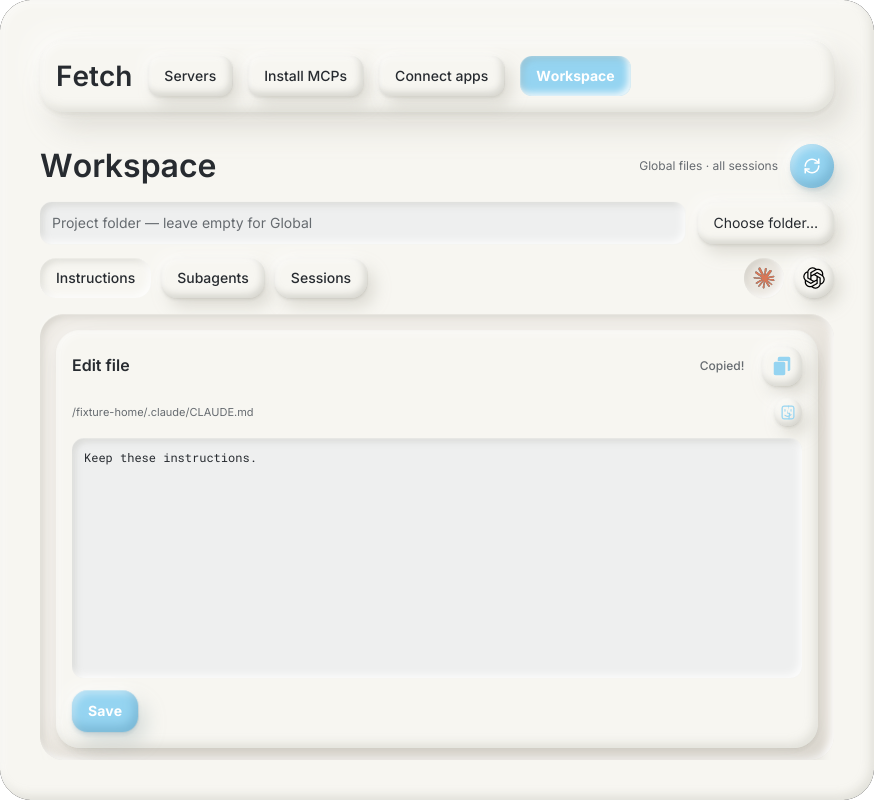 Fetch
Servers
Install MCPs
Connect apps
Workspace
Workspace
Global files · all sessions
Project folder — leave empty for Global
Choose folder...
Instructions
Subagents
Sessions
Edit file
Copied!
/fixture-home/.claude/CLAUDE.md
Keep these instructions.
Save